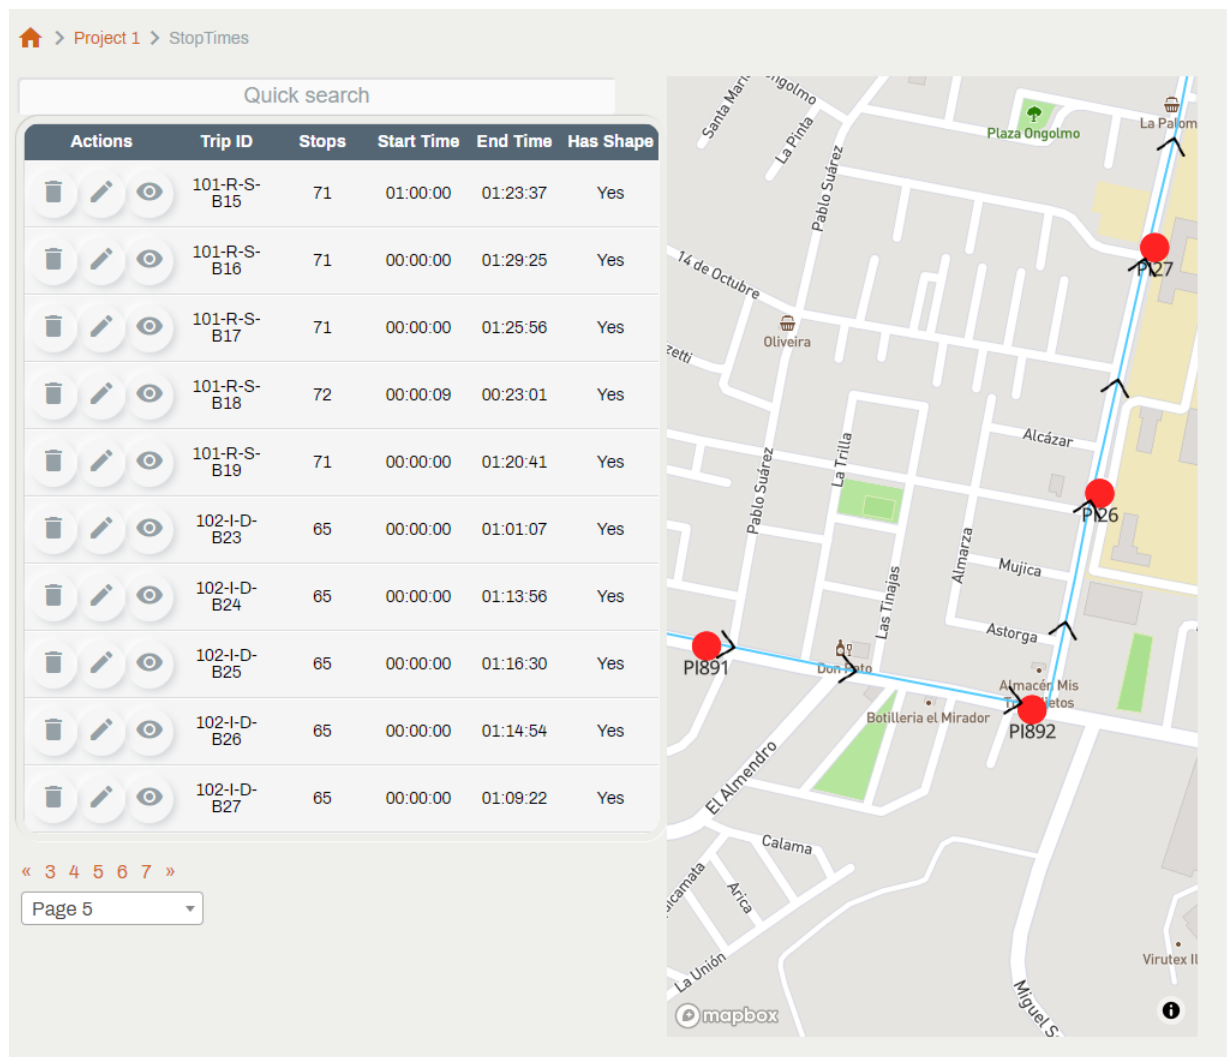 Project 1 > StopTimes
Quick search
Actions Trip ID Stops Start Time End Time Has Shape
101-R-S-
B15 71 01:00:00 01:23:37 Yes
101-R-S-
B16 71 00:00:00 01:29:25 Yes
101-R-S-
B17 71 00:00:00 01:25:56 Yes
101-R-S-
B18 72 00:00:09 00:23:01 Yes
101-R-S-
B19 71 00:00:00 01:20:41 Yes
102-I-D-
B23 65 00:00:00 01:01:07 Yes
102-I-D-
B24 65 00:00:00 01:13:56 Yes
102-I-D-
B25 65 00:00:00 01:16:30 Yes
102-I-D-
B26 65 00:00:00 01:14:54 Yes
102-I-D-
B27 65 00:00:00 01:09:22 Yes
« 3 4 5 6 7 »
Page 5
Santa Marí
ngolmo
La Pinta
Plaza Ongolmo
La Palom
Pablo Suárez
14 de Octubre
PI27
Oliveira
zetti
Alcázar
La Trilla
Pablo Suárez
PI26
Almarza
Mujica
Las Tinajas
Astorga
PI891
Almacén Mis
Botilleria el Mirador
PI892
El Almendro
Calama
Arica
La Unión
Virutex Il
Miguel S
mapbox